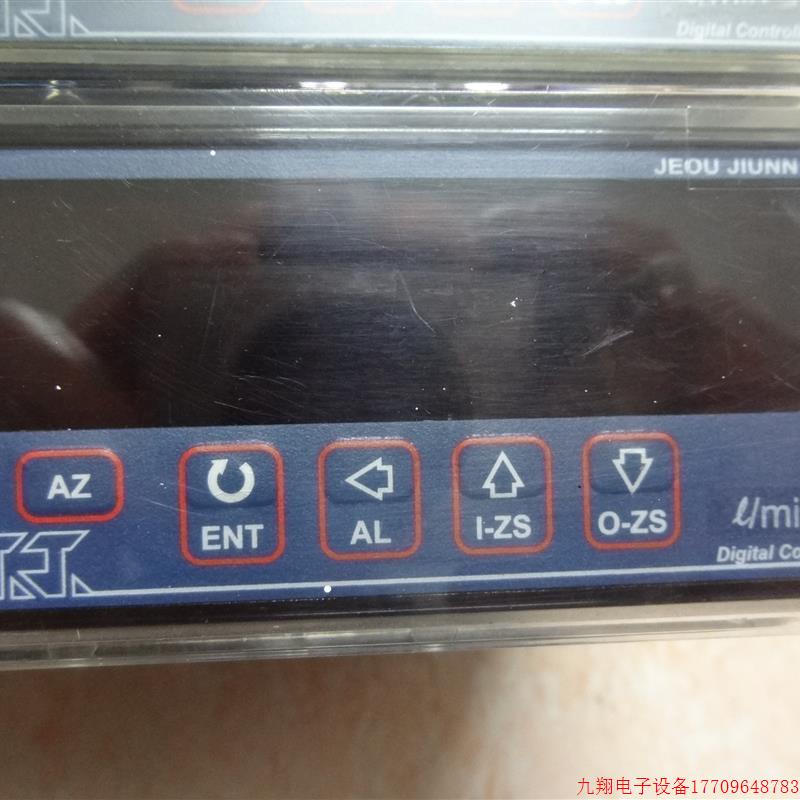 Digital Controll
JEOU JIUNN
AZ
ENT
AL
I-ZS
O-ZS
ℓ/mi
Digital Co
九翔电子设备17709648783